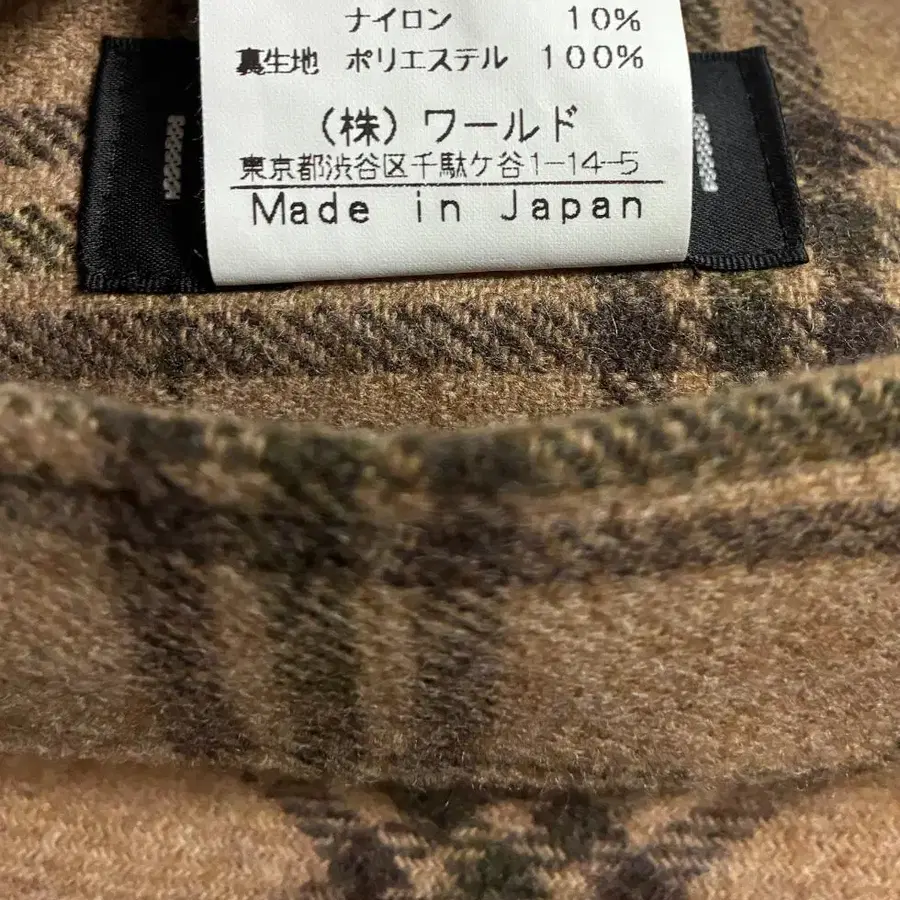 ナイロン 10%
裏生地 ポリエステル 100%
(株) ワールド
東京都渋谷区千駄ケ谷1-14-5
Made in Japan